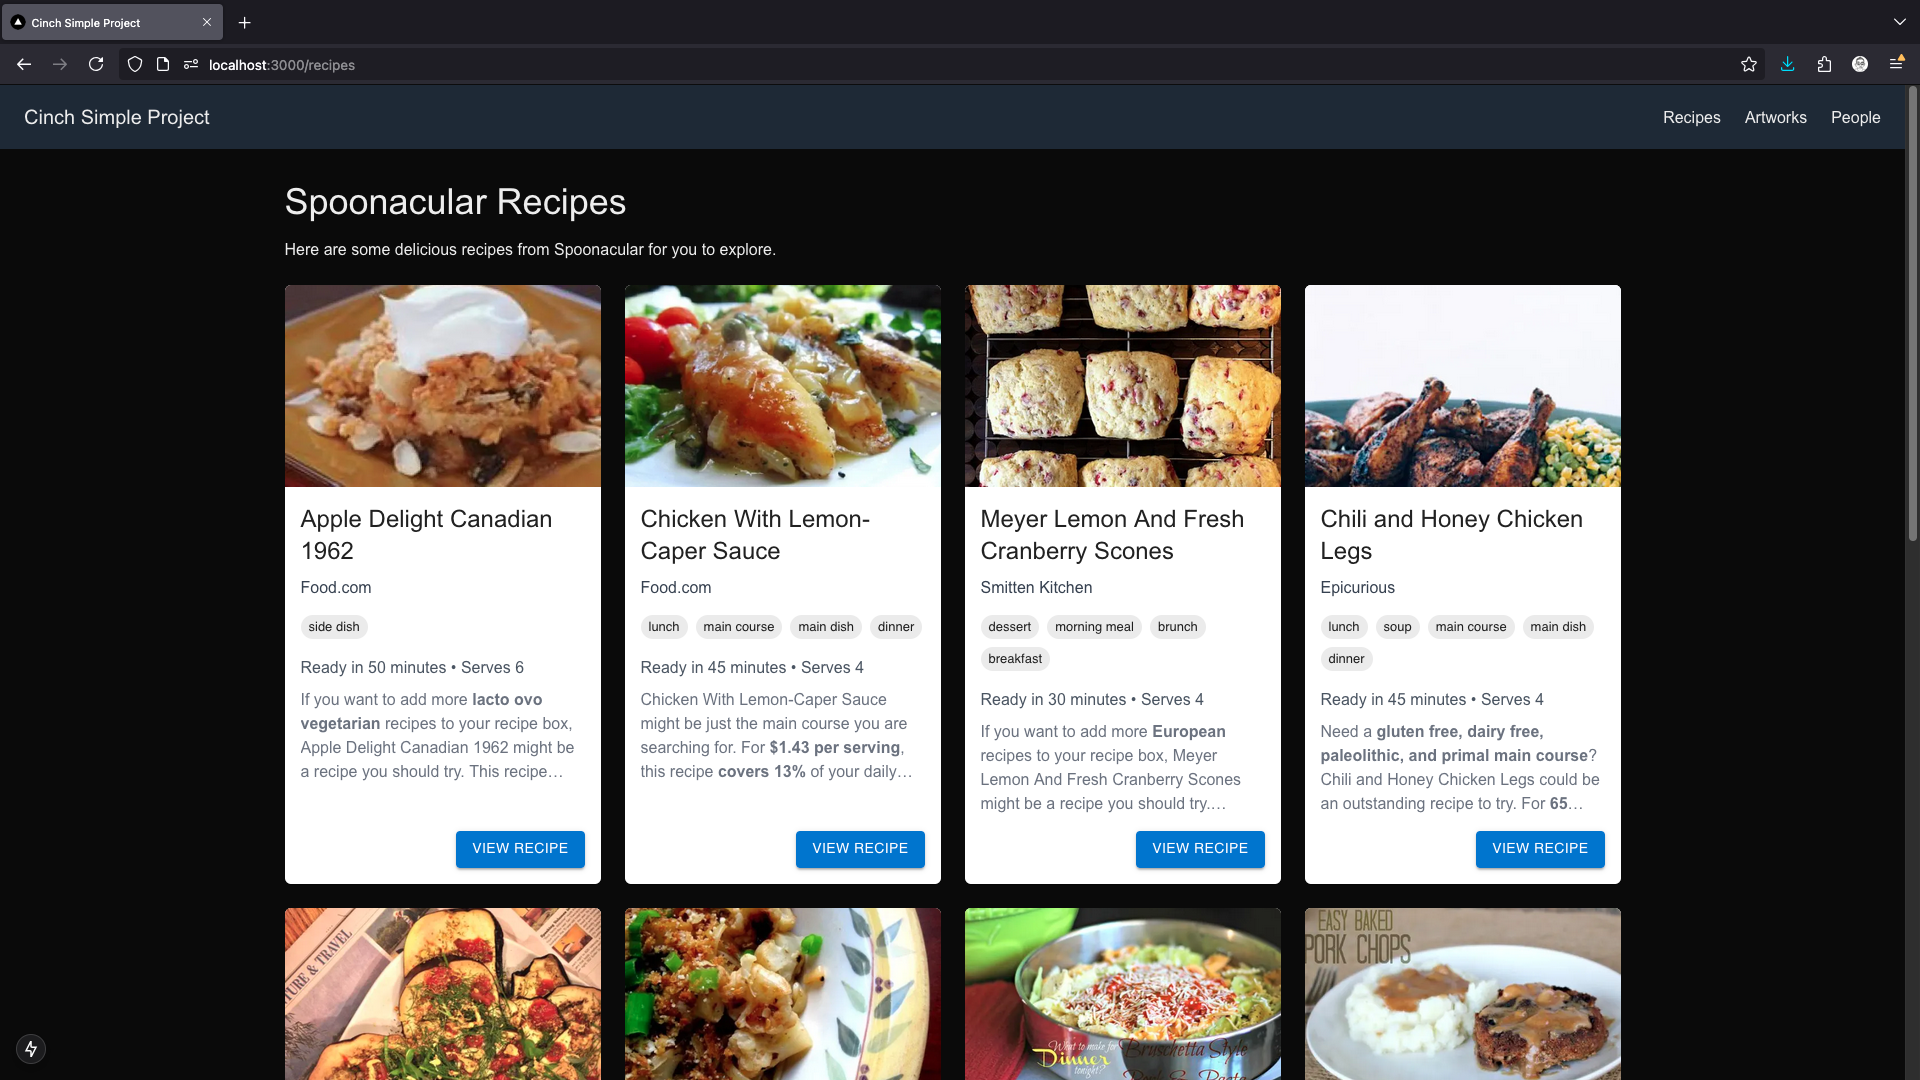 Cinch Simple Project
localhost:3000/recipes
Cinch Simple Project
Recipes
Artworks
People
Spoonacular Recipes
Here are some delicious recipes from Spoonacular for you to explore.
Apple Delight Canadian
1962
Food.com
side dish
Ready in 50 minutes • Serves 6
If you want to add more lacto ovo
vegetarian recipes to your recipe box,
Apple Delight Canadian 1962 might be
a recipe you should try. This recipe…
VIEW RECIPE
Chicken With Lemon-
Caper Sauce
Food.com
lunch main course main dish dinner
Ready in 45 minutes • Serves 4
Chicken With Lemon-Caper Sauce
might be just the main course you are
searching for. For $1.43 per serving,
this recipe covers 13% of your daily…
VIEW RECIPE
Meyer Lemon And Fresh
Cranberry Scones
Smitten Kitchen
dessert morning meal brunch
breakfast
Ready in 30 minutes • Serves 4
If you want to add more European
recipes to your recipe box, Meyer
Lemon And Fresh Cranberry Scones
might be a recipe you should try.…
VIEW RECIPE
Chili and Honey Chicken
Legs
Epicurious
lunch soup main course main dish
dinner
Ready in 45 minutes • Serves 4
Need a gluten free, dairy free,
paleolithic, and primal main course?
Chili and Honey Chicken Legs could be
an outstanding recipe to try. For 65…
VIEW RECIPE
TURE & TRAVEL
What to make for
Dinner
tonight?
Bruschetta Style
Pork & Pasta
EASY BAKED
PORK CHOPS